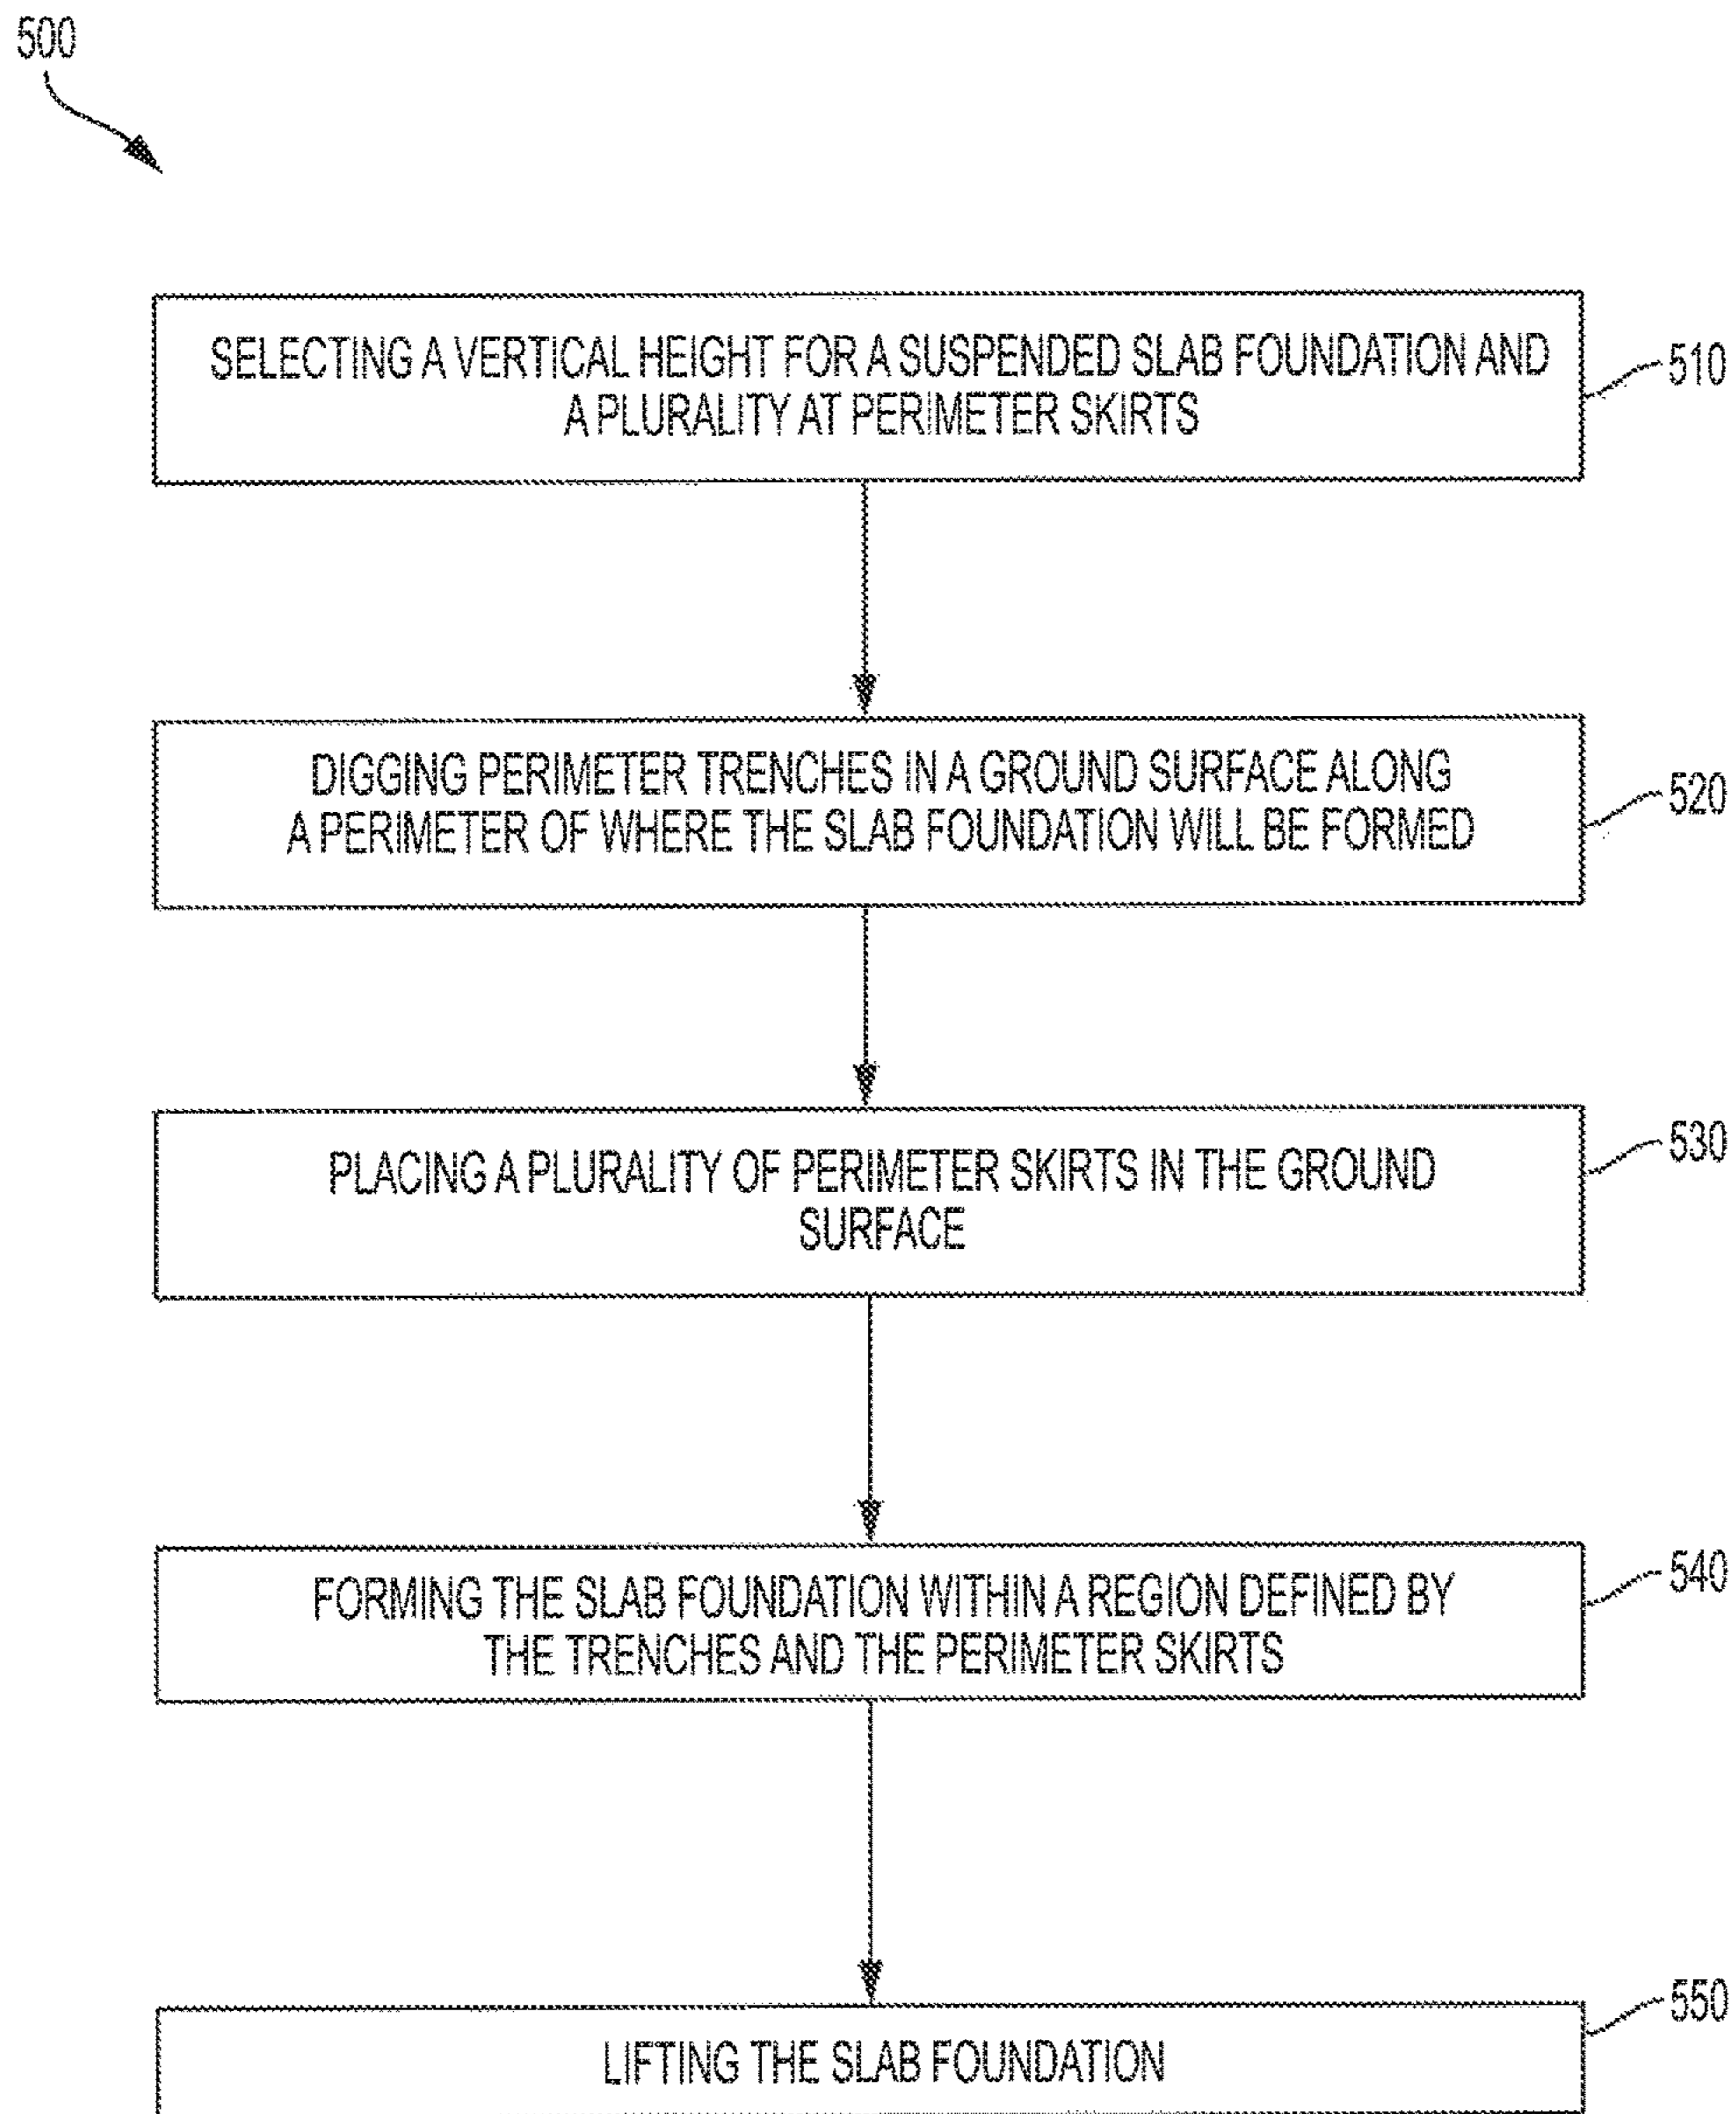 500
SELECTING A VERTICAL HEIGHT FOR A SUSPENDED SLAB FOUNDATION AND
A PLURALITY AT PERIMETER SKIRTS
510
DIGGING PERIMETER TRENCHES IN A GROUND SURFACE ALONG
A PERIMETER OF WHERE THE SLAB FOUNDATION WILL BE FORMED
520
PLACING A PLURALITY OF PERIMETER SKIRTS IN THE GROUND
SURFACE
530
FORMING THE SLAB FOUNDATION WITHIN A REGION DEFINED BY
THE TRENCHES AND THE PERIMETER SKIRTS
540
LIFTING THE SLAB FOUNDATION
550